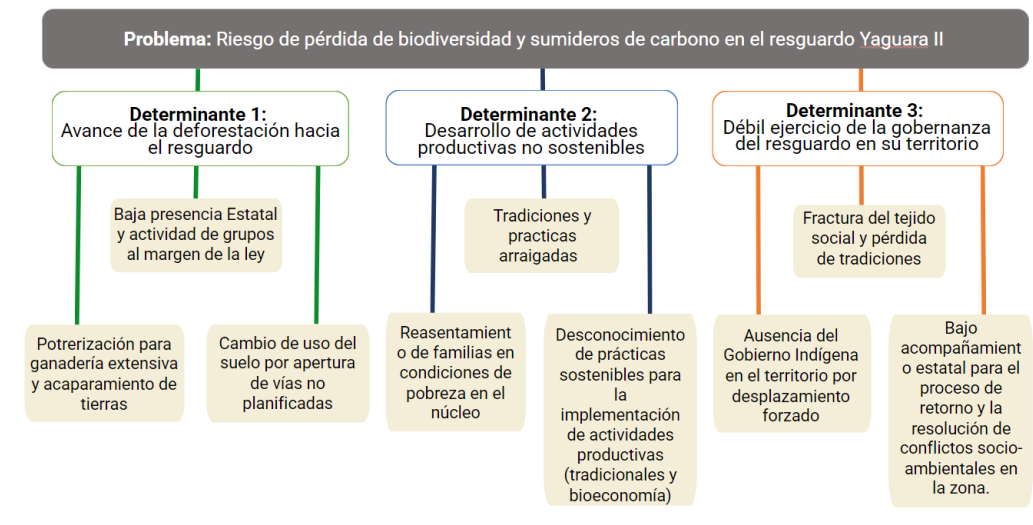 Problema: Riesgo de pérdida de biodiversidad y sumideros de carbono en el resguardo Yaguara II
Determinante 1:
Avance de la deforestación hacia
el resguardo
Baja presencia Estatal
y actividad de grupos
al margen de la ley
Potrerización para
ganadería extensiva
y acaparamiento de
tierras
Cambio de uso del
suelo por apertura
de vías no
planificadas
Determinante 2:
Desarrollo de actividades
productivas no sostenibles
Tradiciones y
practicas
arraigadas
Reasentamient
o de familias en
condiciones de
pobreza en el
núcleo
Desconocimiento
de prácticas
sostenibles para
la
implementación
de actividades
productivas
(tradicionales y
bioeconomía)
Determinante 3:
Débil ejercicio de la gobernanza
del resguardo en su territorio
Fractura del tejido
social y pérdida
de tradiciones
Ausencia del
Gobierno Indígena
en el territorio por
desplazamiento
forzado
Bajo
acompañamient
o estatal para el
proceso de
retorno y la
resolución de
conflictos socio-
ambientales en
la zona.